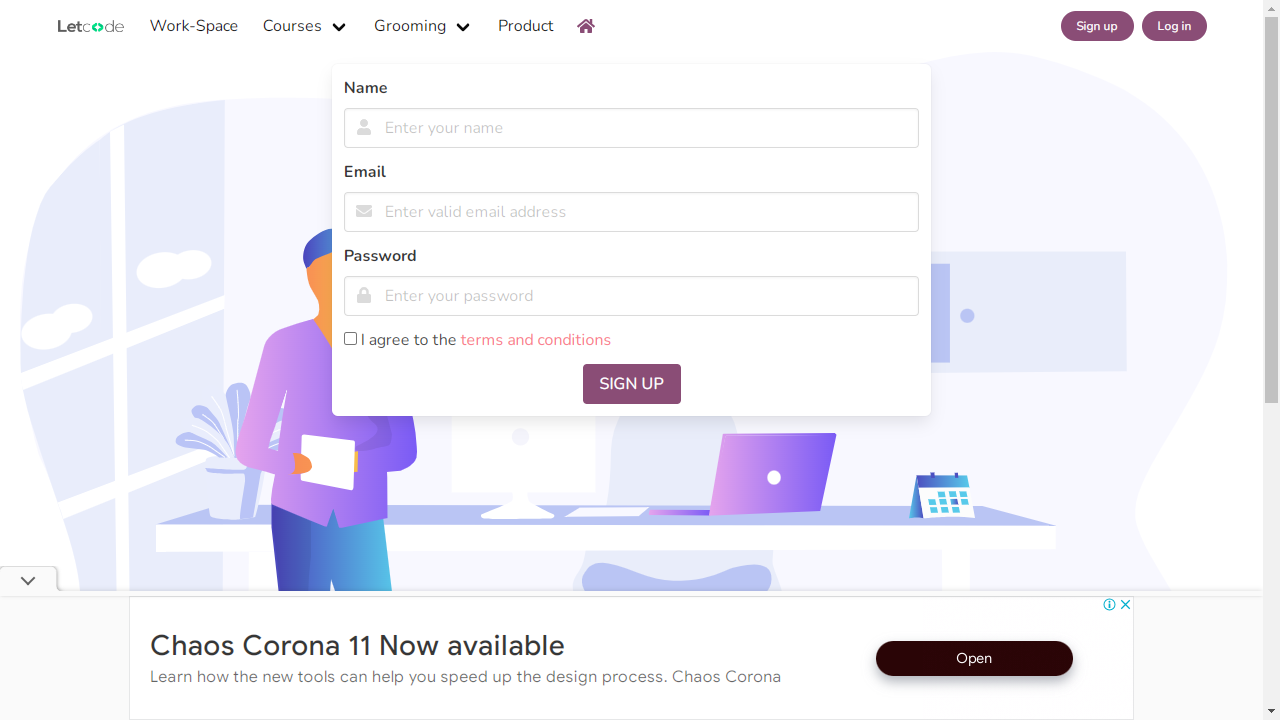 Letcode Work-Space Courses Grooming Product Sign up Log in
Name
Enter your name
Email
Enter valid email address
Password
Enter your password
I agree to the terms and conditions
SIGN UP
Chaos Corona 11 Now available
Learn how the new tools can help you speed up the design process. Chaos Corona
Open